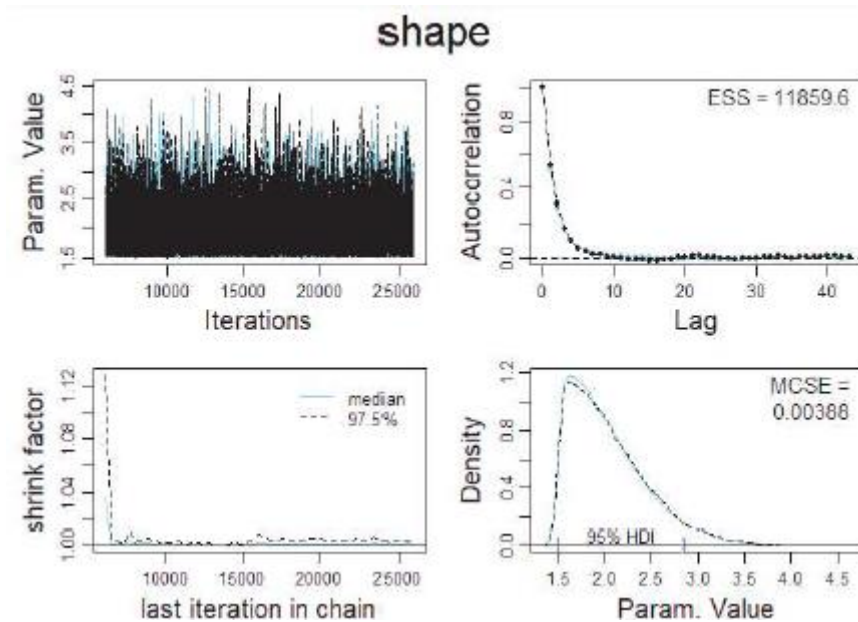 shape
Param. Value
4.5
3.5
2.5
1.5
10000 15000 20000 25000
Iterations
Autocorrelation
0.8
0.4
0.0
ESS = 11859.6
0 10 20 30 40
Lag
shrink factor
1.12
1.08
1.04
1.00
median
97.5%
10000 15000 20000 25000
last iteration in chain
Density
1.2
0.8
0.4
0.0
MCSE =
0.00388
95% HDI
1.5 2.0 2.5 3.0 3.5 4.0 4.5
Param. Value